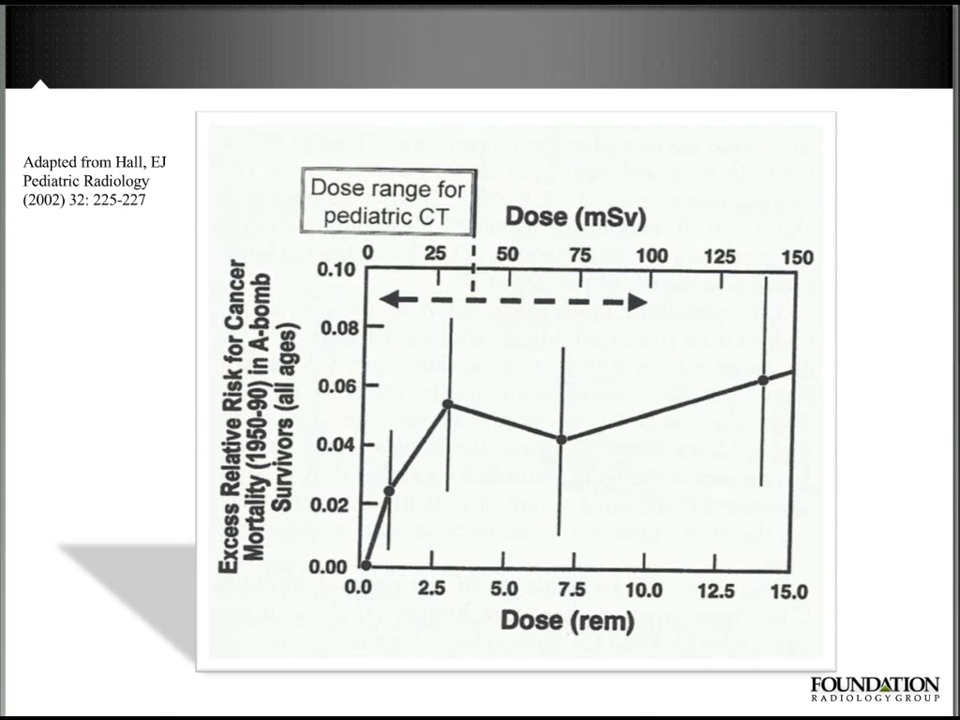 Adapted from Hall, EJ
Pediatric Radiology
(2002) 32: 225-227
Dose range for
pediatric CT
Dose (mSv)
0 25 50 75 100 125 150
Excess Relative Risk for Cancer
Mortality (1950-90) in A-bomb
Survivors (all ages)
0.10
0.08
0.06
0.04
0.02
0.00
0.0 2.5 5.0 7.5 10.0 12.5 15.0
Dose (rem)
FOUNDATION
RADIOLOGY GROUP